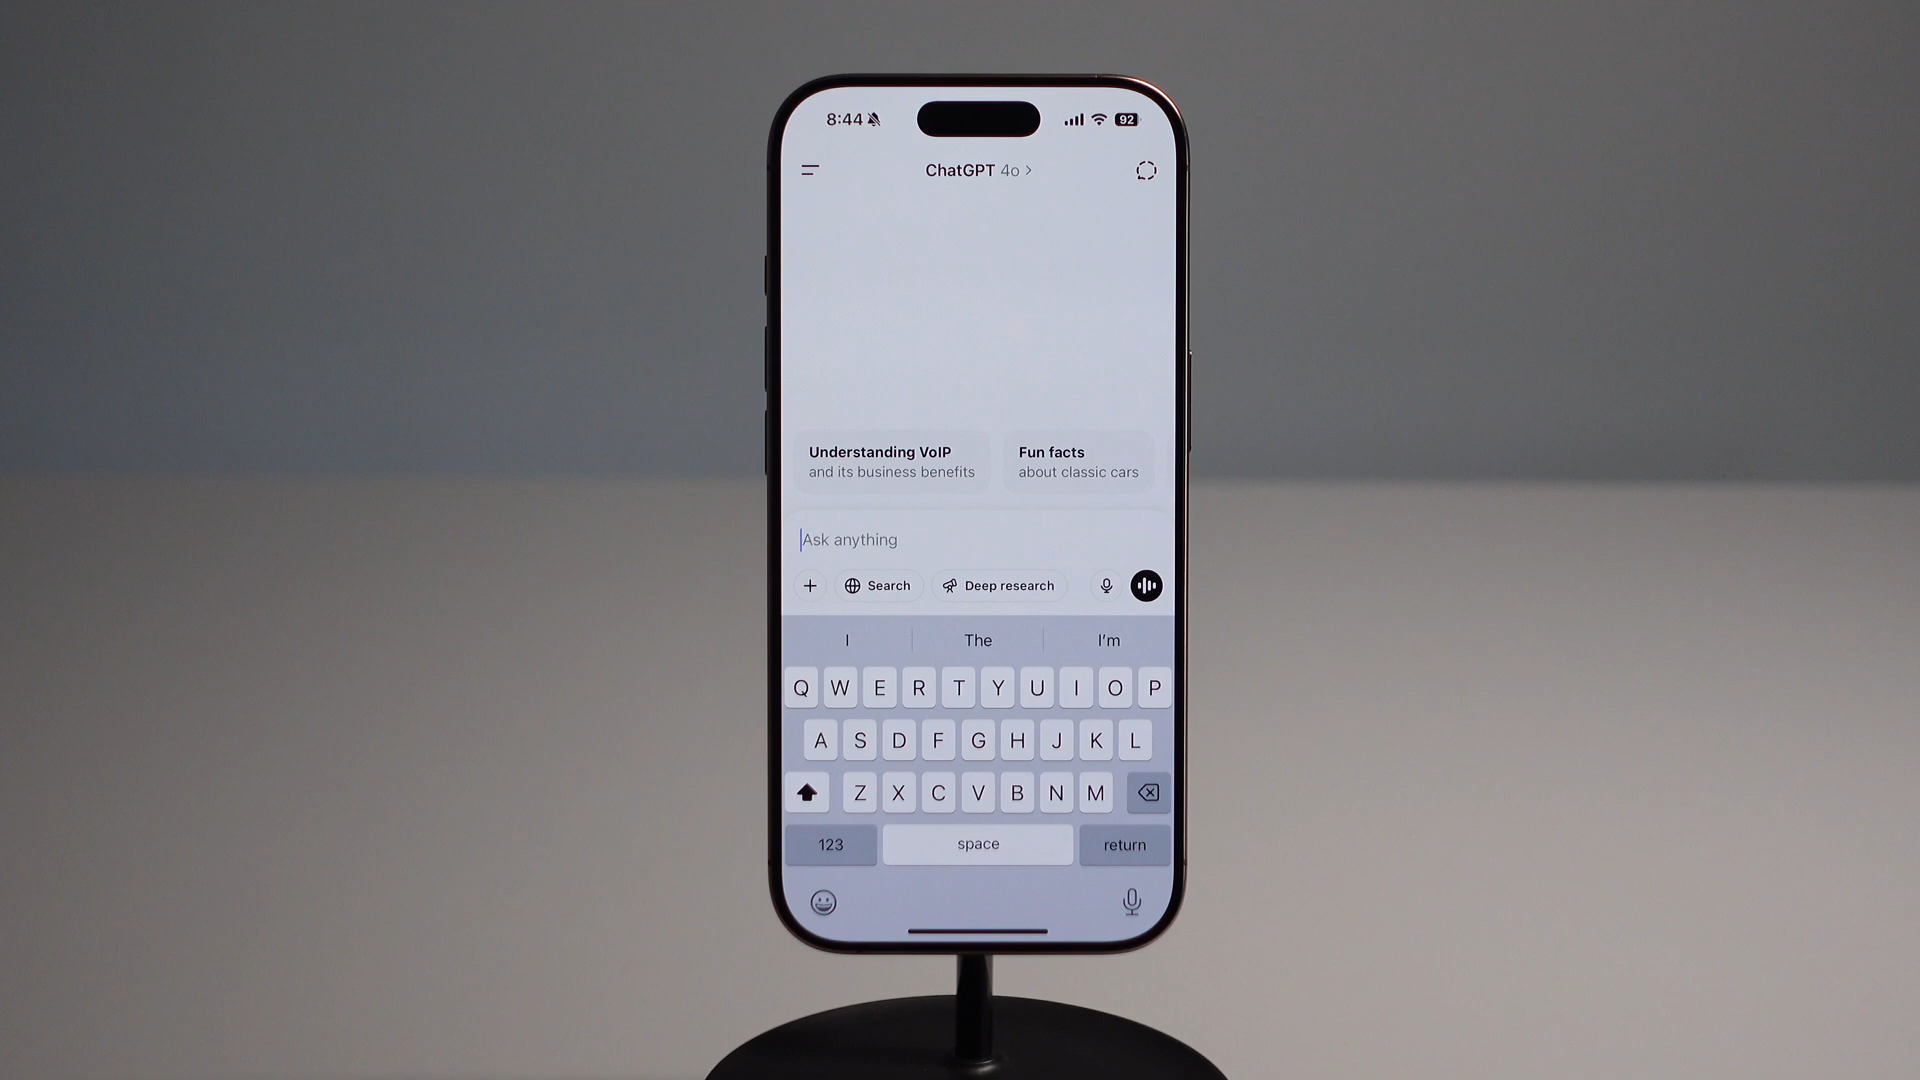 8:44
92
ChatGPT 4o >
Understanding VoIP
and its business benefits
Fun facts
about classic cars
Ask anything
Search
Deep research
I
The
I'm
Q W E R T Y U I O P
A S D F G H J K L
Z X C V B N M
123
space
return